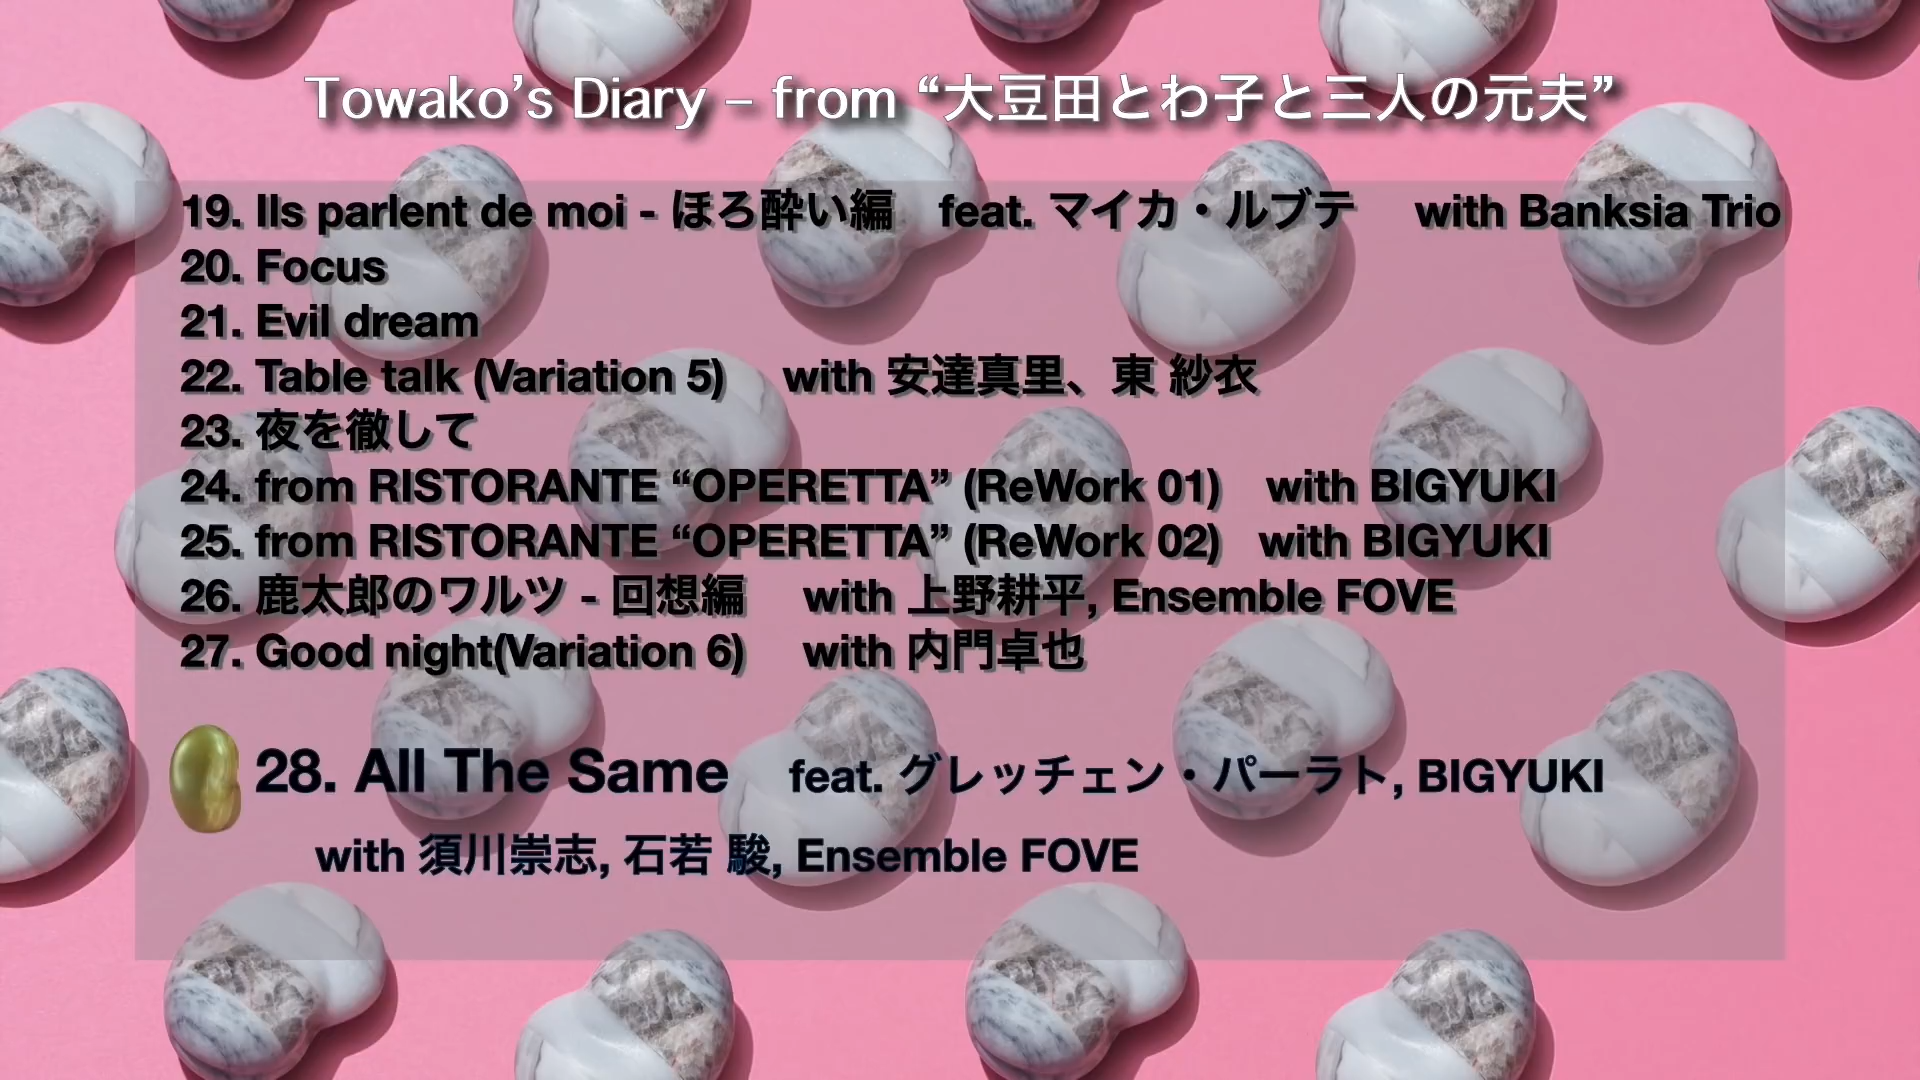 Towako’s Diary – from “大豆田とわ子と三人の元夫”
19. Ils parlent de moi - ほろ酔い編 feat. マイカ・ルブテ with Banksia Trio
20. Focus
21. Evil dream
22. Table talk (Variation 5) with 安達真里、東 紗衣
23. 夜を徹して
24. from RISTORANTE “OPERETTA” (ReWork 01) with BIGYUKI
25. from RISTORANTE “OPERETTA” (ReWork 02) with BIGYUKI
26. 鹿太郎のワルツ - 回想編 with 上野耕平, Ensemble FOVE
27. Good night(Variation 6) with 内門卓也
28. All The Same feat. グレッチェン・パーラト, BIGYUKI
with 須川崇志, 石若 駿, Ensemble FOVE